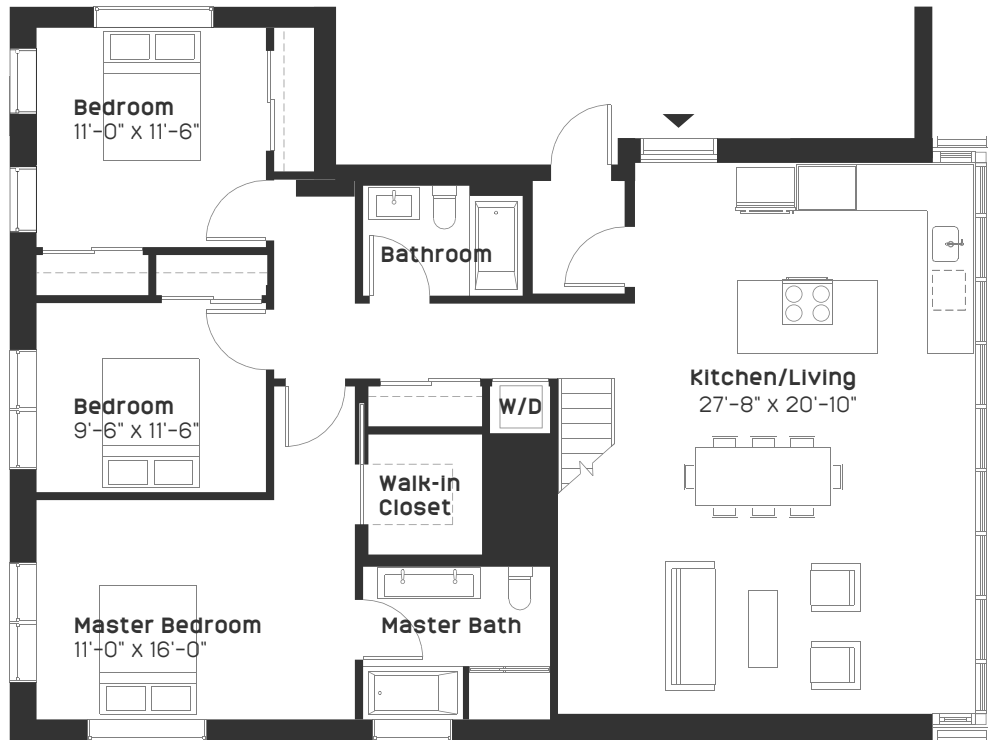 Bedroom
11'-0" X 11'-6"
Bathroom
Bedroom
9'-6" X 11'-6"
Kitchen/Living
27'-8" X 20'-10"
W/D
Walk-in
Closet
Master Bedroom
11'-0" X 16'-0"
Master Bath